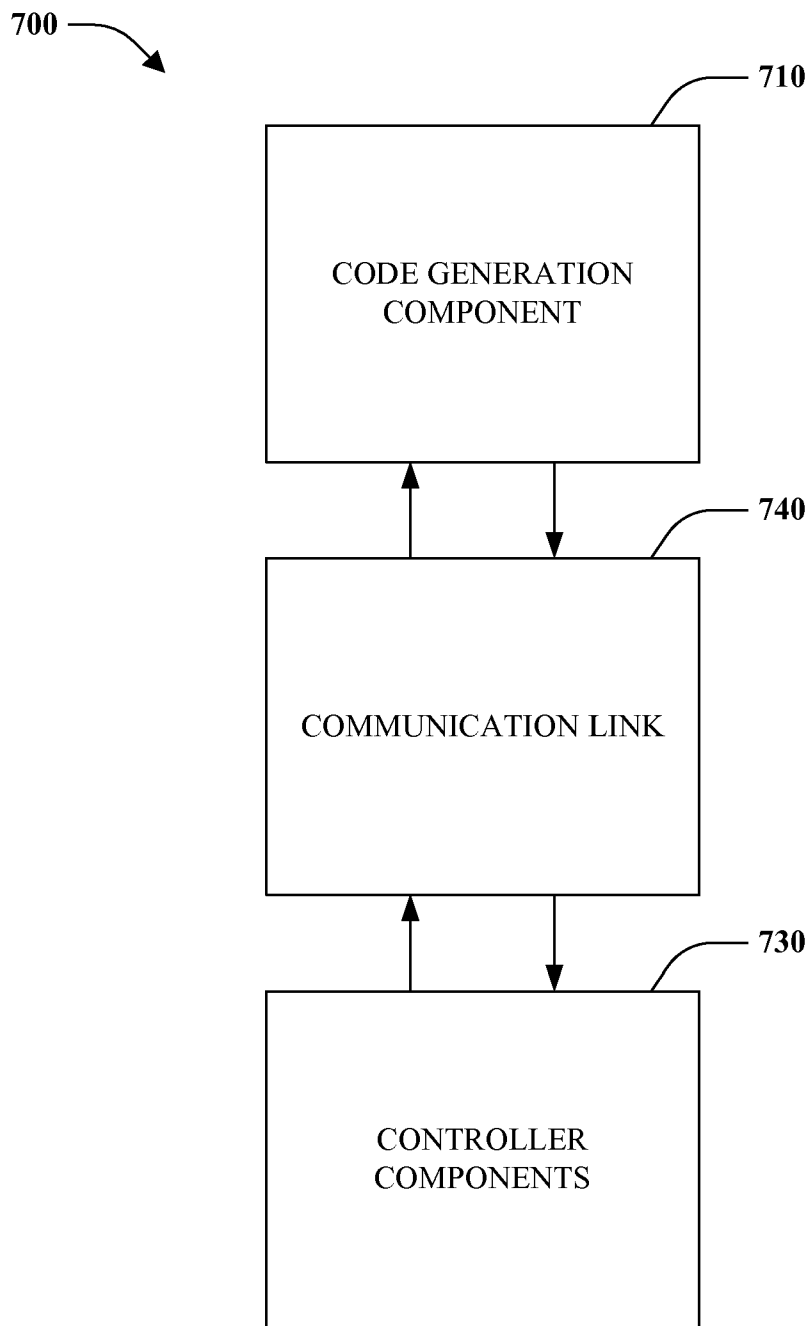 700
710
CODE GENERATION
COMPONENT
740
COMMUNICATION LINK
730
CONTROLLER
COMPONENTS